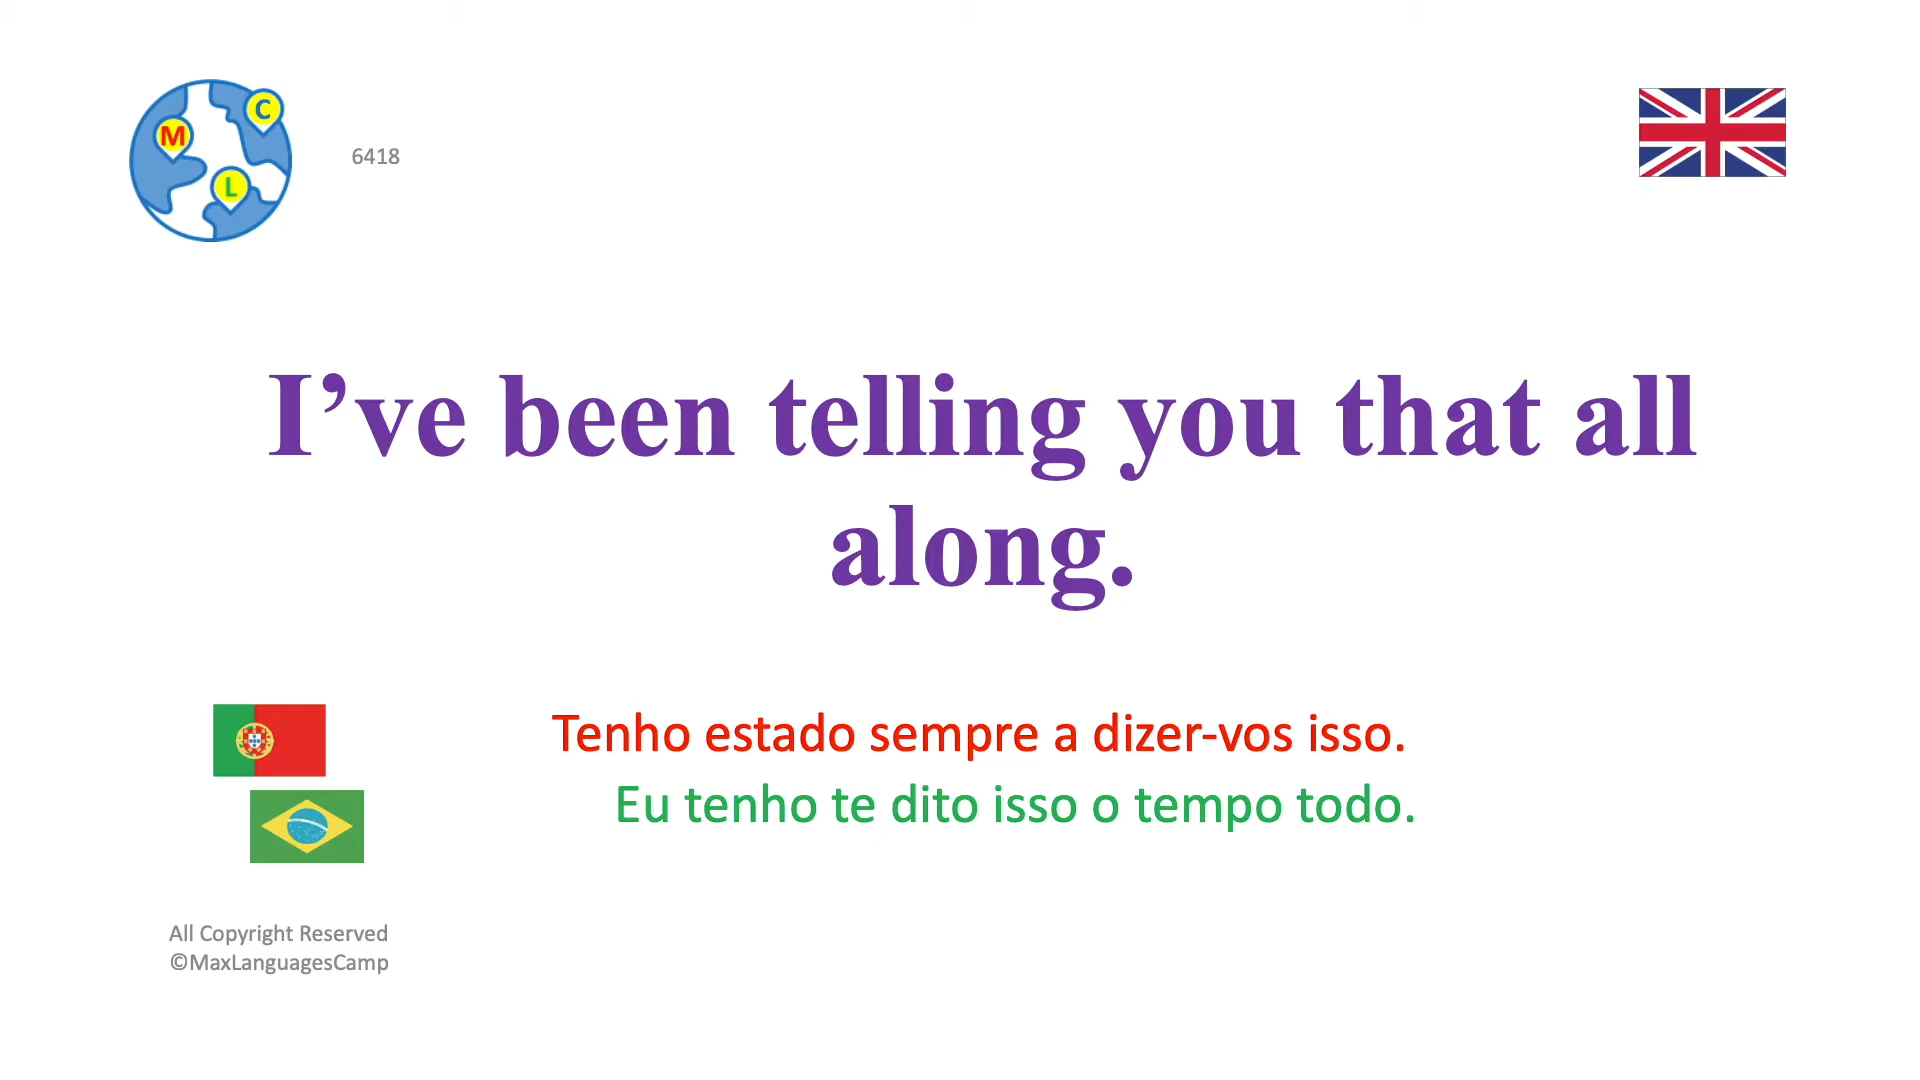 C
M
L
6418
I’ve been telling you that all
along.
Tenho estado sempre a dizer-vos isso.
Eu tenho te dito isso o tempo todo.
All Copyright Reserved
©MaxLanguagesCamp